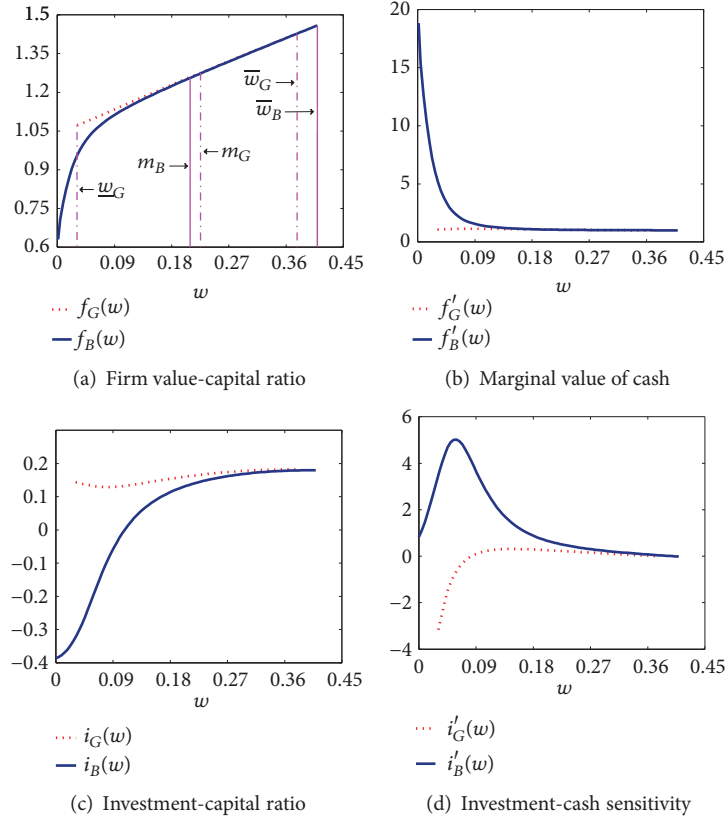 1.5
1.35
1.2
1.05
0.9
0.75
0.6
0 0.09 0.18 0.27 0.36 0.45
w
w̲_G
m_B
m_G
w̅_G
w̅_B
f_G(w)
f_B(w)
(a) Firm value-capital ratio
20
15
10
5
0
0 0.09 0.18 0.27 0.36 0.45
w
f′_G(w)
f′_B(w)
(b) Marginal value of cash
0.2
0.1
0
−0.1
−0.2
−0.3
−0.4
0 0.09 0.18 0.27 0.36 0.45
w
i_G(w)
i_B(w)
(c) Investment-capital ratio
6
4
2
0
−2
−4
0 0.09 0.18 0.27 0.36 0.45
w
i′_G(w)
i′_B(w)
(d) Investment-cash sensitivity